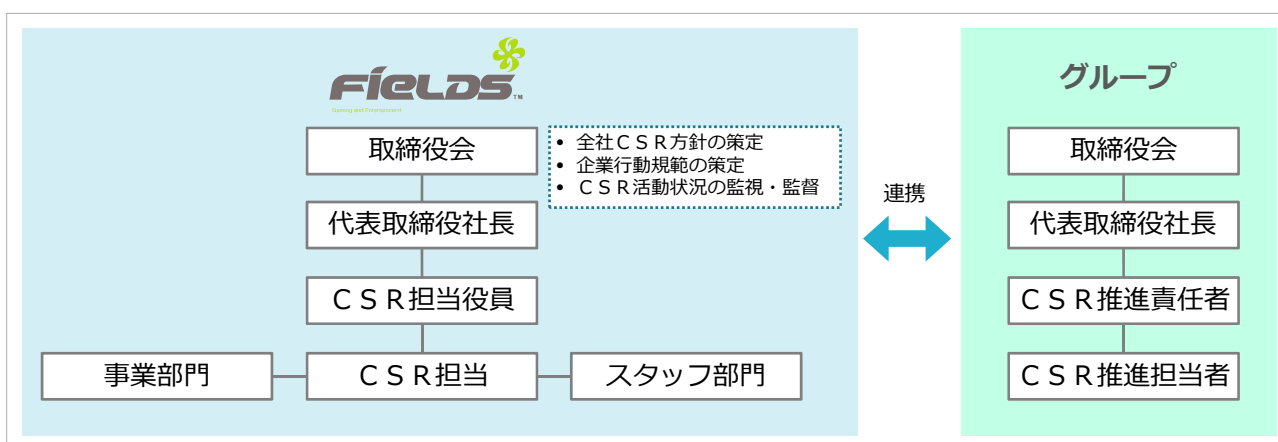 FIELDS™
Gaming and Entertainment
取締役会
• 全社ＣＳＲ方針の策定
• 企業行動規範の策定
• ＣＳＲ活動状況の監視・監督
代表取締役社長
ＣＳＲ担当役員
事業部門
ＣＳＲ担当
スタッフ部門
連携
グループ
取締役会
代表取締役社長
ＣＳＲ推進責任者
ＣＳＲ推進担当者